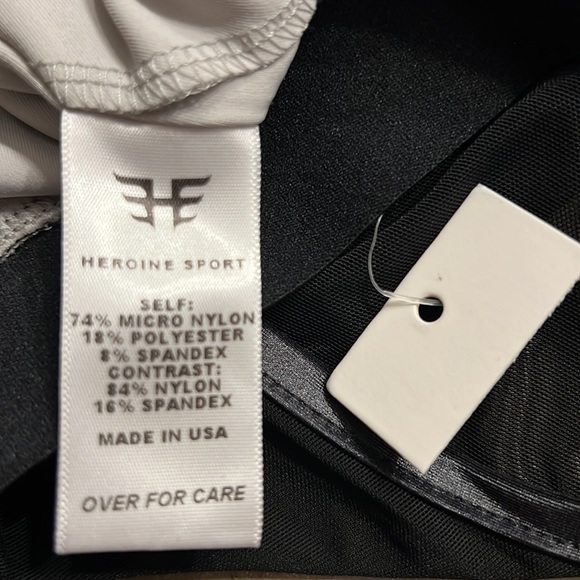 HEROINE SPORT
SELF:
74% MICRO NYLON
18% POLYESTER
8% SPANDEX
CONTRAST:
84% NYLON
16% SPANDEX
MADE IN USA
OVER FOR CARE